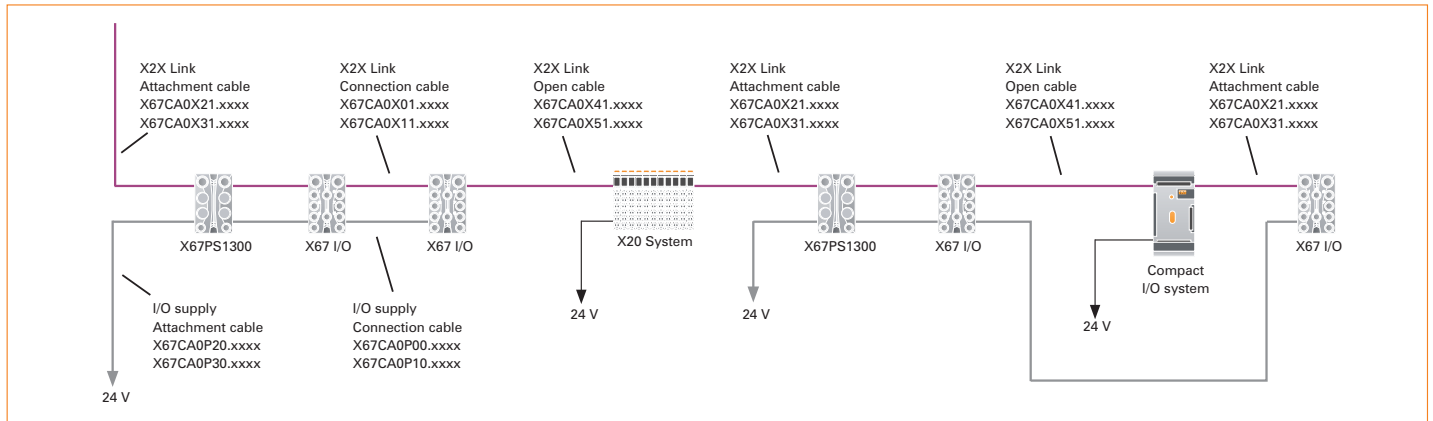 X2X Link
Attachment cable
X67CA0X21.xxxx
X67CA0X31.xxxx
X2X Link
Connection cable
X67CA0X01.xxxx
X67CA0X11.xxxx
X2X Link
Open cable
X67CA0X41.xxxx
X67CA0X51.xxxx
X2X Link
Attachment cable
X67CA0X21.xxxx
X67CA0X31.xxxx
X2X Link
Open cable
X67CA0X41.xxxx
X67CA0X51.xxxx
X2X Link
Attachment cable
X67CA0X21.xxxx
X67CA0X31.xxxx
X67PS1300
X67 I/O
X67 I/O
X20 System
X67PS1300
X67 I/O
Compact
I/O system
X67 I/O
I/O supply
Attachment cable
X67CA0P20.xxxx
X67CA0P30.xxxx
I/O supply
Connection cable
X67CA0P00.xxxx
X67CA0P10.xxxx
24 V
24 V
24 V
24 V